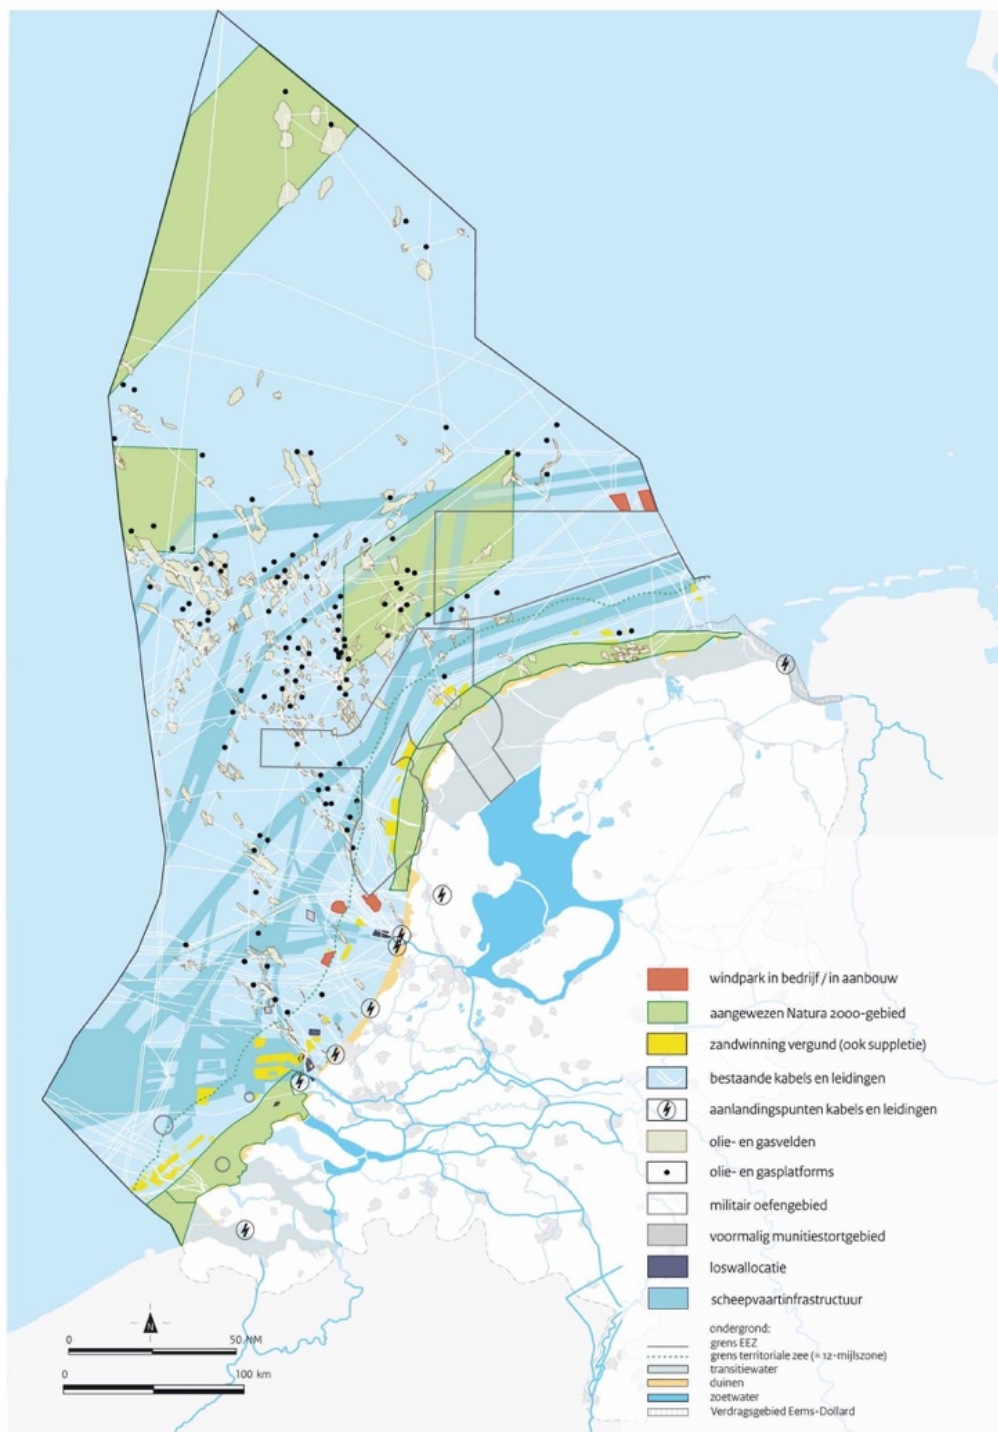 windpark in bedrijf / in aanbouw
aangewezen Natura 2000-gebied
zandwinning vergund (ook suppletie)
bestaande kabels en leidingen
aanlandingspunten kabels en leidingen
olie- en gasvelden
olie- en gasplatforms
militair oefengebied
voormalig munitiestortgebied
loswallocatie
scheepvaartinfrastructuur
ondergrond:
grens EEZ
grens territoriale zee (= 12-mijlszone)
transitiewater
duinen
zoetwater
Verdragsgebied Eems-Dollard
N
0 50 NM
0 100 km